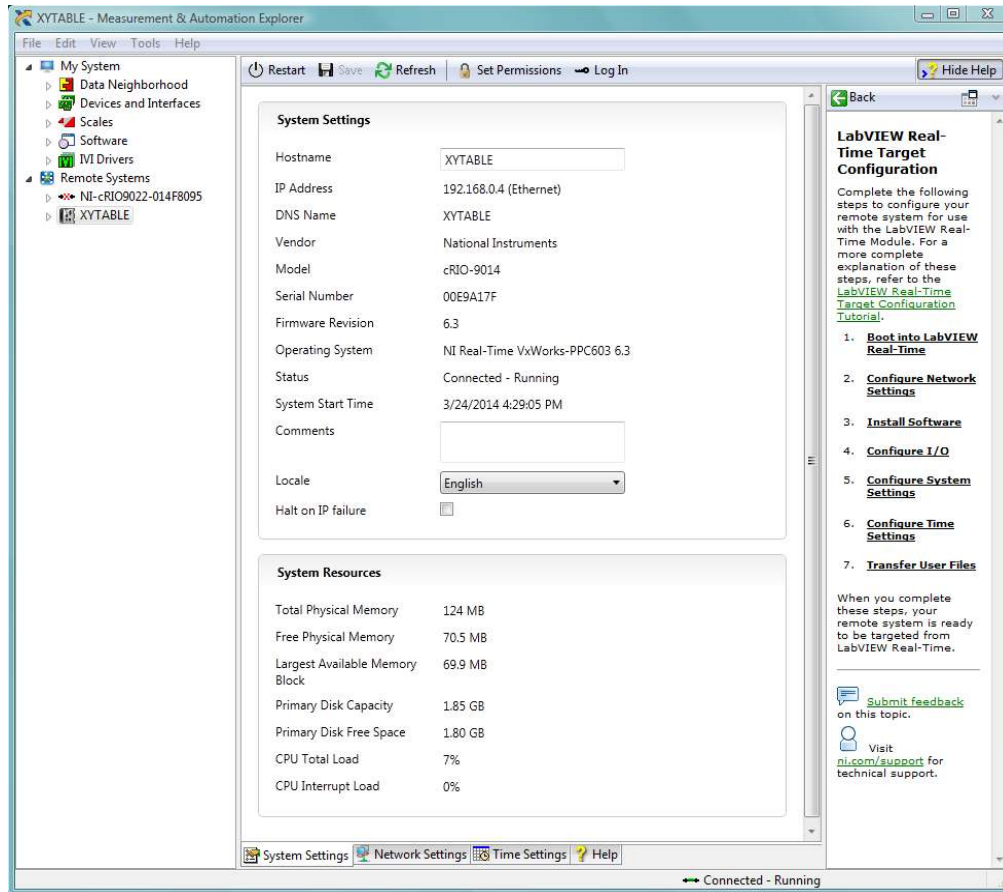 XYTABLE - Measurement & Automation Explorer
File Edit View Tools Help
My System
Data Neighborhood
Devices and Interfaces
Scales
Software
IVI Drivers
Remote Systems
NI-cRIO9022-014F8095
XYTABLE
Restart Save Refresh Set Permissions Log In Hide Help
System Settings
Hostname XYTABLE
IP Address 192.168.0.4 (Ethernet)
DNS Name XYTABLE
Vendor National Instruments
Model cRIO-9014
Serial Number 00E9A17F
Firmware Revision 6.3
Operating System NI Real-Time VxWorks-PPC603 6.3
Status Connected - Running
System Start Time 3/24/2014 4:29:05 PM
Comments
Locale English
Halt on IP failure
System Resources
Total Physical Memory 124 MB
Free Physical Memory 70.5 MB
Largest Available Memory 69.9 MB
Block
Primary Disk Capacity 1.85 GB
Primary Disk Free Space 1.80 GB
CPU Total Load 7%
CPU Interrupt Load 0%
System Settings Network Settings Time Settings Help
Back
LabVIEW Real-
Time Target
Configuration
Complete the following
steps to configure your
remote system for use
with the LabVIEW Real-
Time Module. For a
more complete
explanation of these
steps, refer to the
LabVIEW Real-Time
Target Configuration
Tutorial.
1. Boot into LabVIEW
Real-Time
2. Configure Network
Settings
3. Install Software
4. Configure I/O
5. Configure System
Settings
6. Configure Time
Settings
7. Transfer User Files
When you complete
these steps, your
remote system is ready
to be targeted from
LabVIEW Real-Time.
Submit feedback
on this topic.
Visit
ni.com/support for
technical support.
Connected - Running